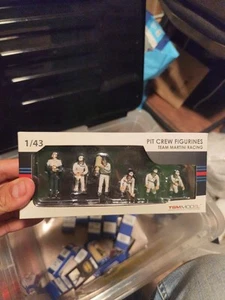 1/43
PIT CREW FIGURINES
TEAM MARTINI RACING